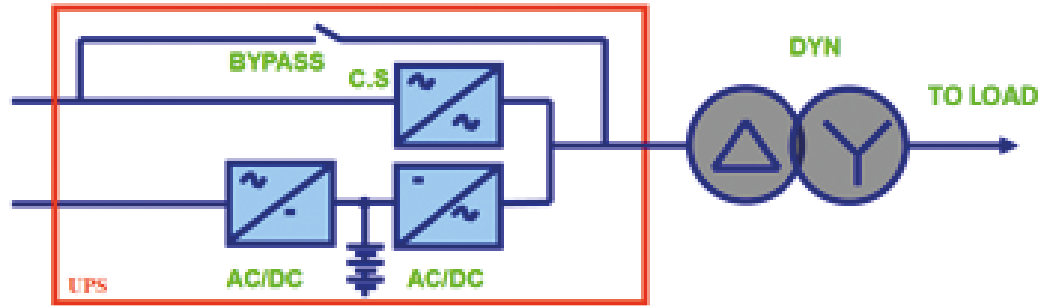 BYPASS
C.S
DYN
TO LOAD
UPS
AC/DC
AC/DC